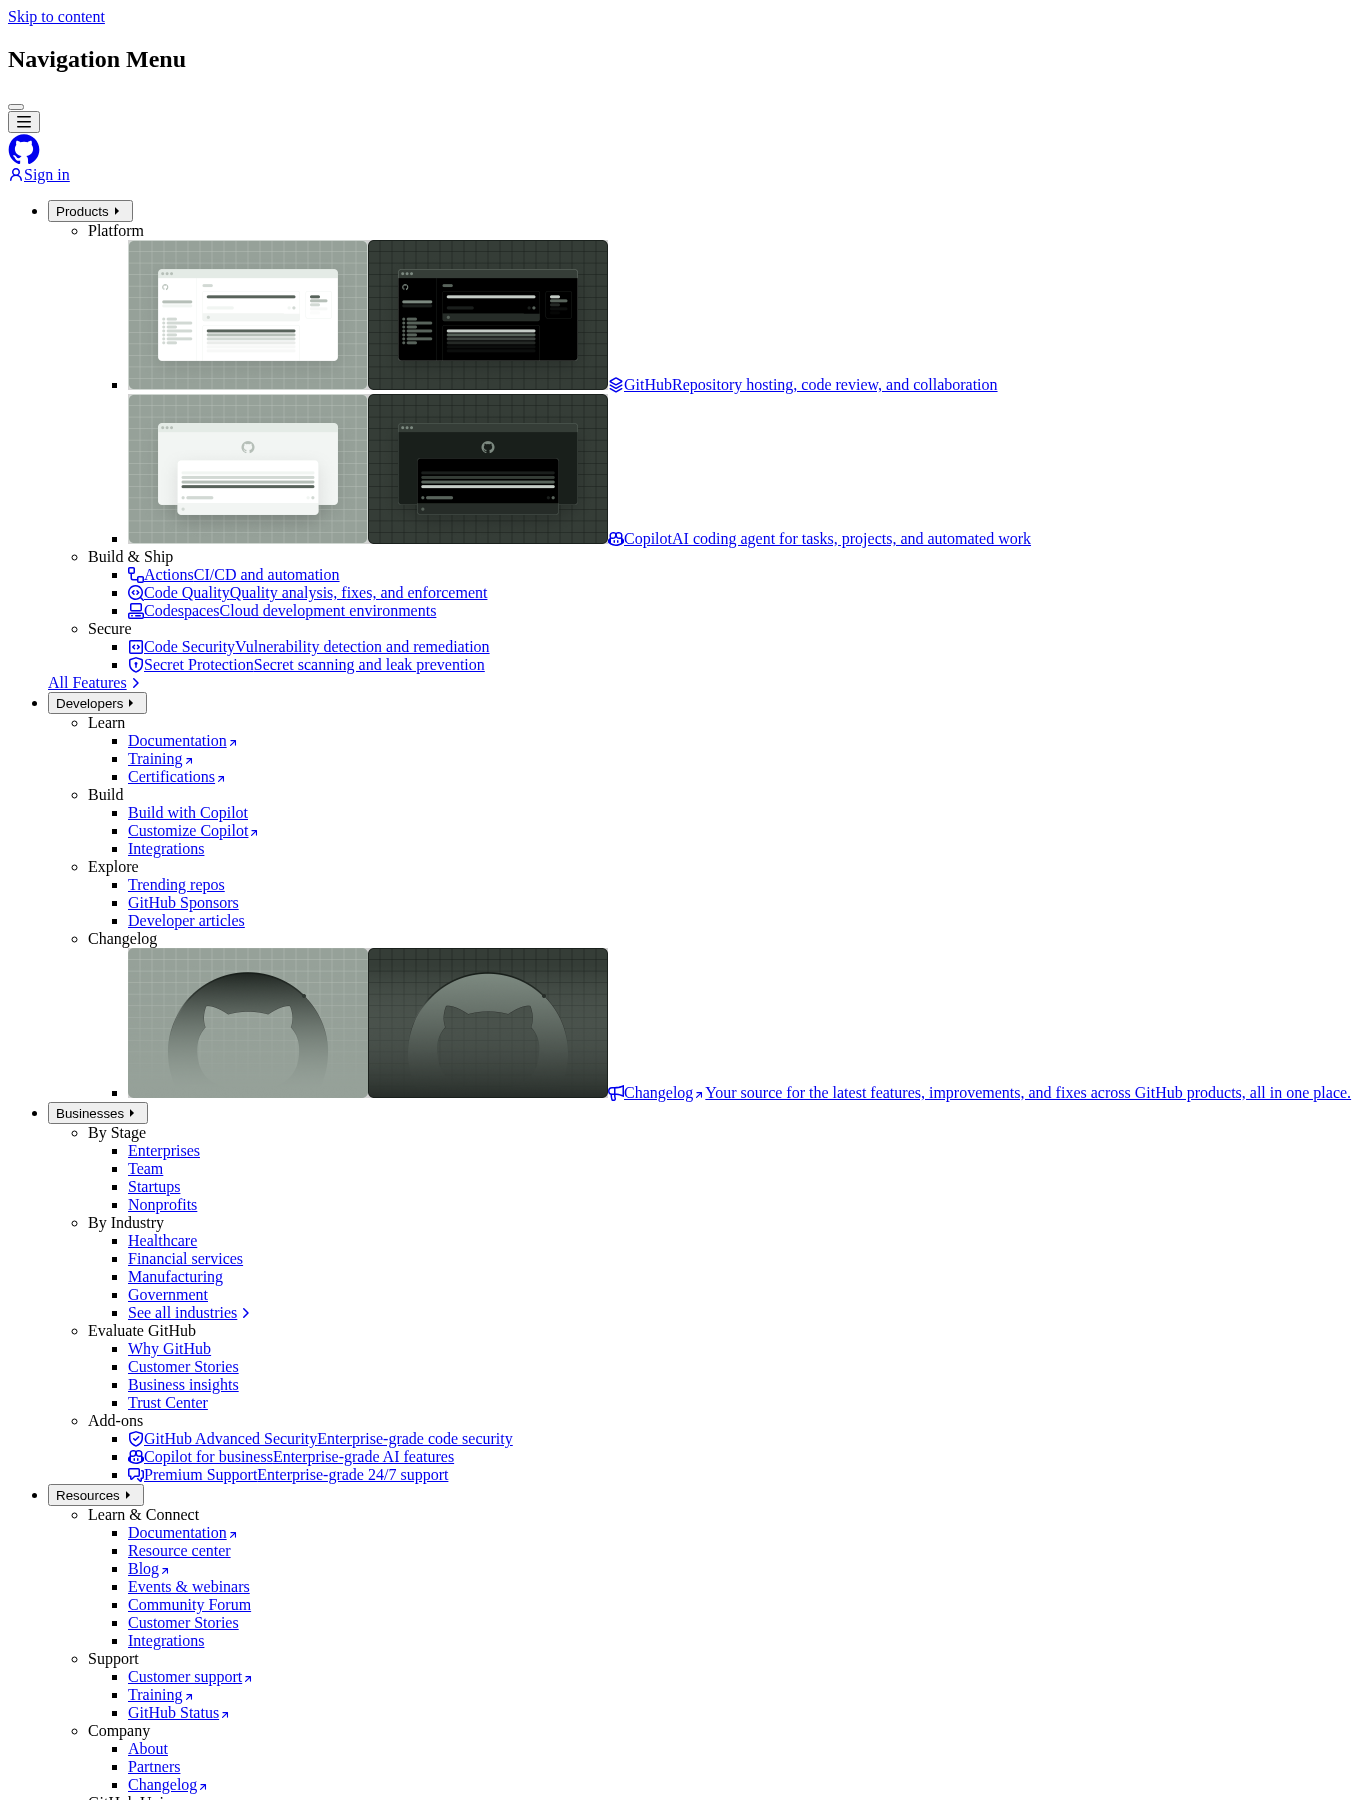 Skip to content
Navigation Menu
Sign in
Products
Platform
GitHubRepository hosting, code review, and collaboration
CopilotAI coding agent for tasks, projects, and automated work
Build & Ship
ActionsCI/CD and automation
Code QualityQuality analysis, fixes, and enforcement
CodespacesCloud development environments
Secure
Code SecurityVulnerability detection and remediation
Secret ProtectionSecret scanning and leak prevention
All Features
Developers
Learn
Documentation
Training
Certifications
Build
Build with Copilot
Customize Copilot
Integrations
Explore
Trending repos
GitHub Sponsors
Developer articles
Changelog
Changelog Your source for the latest features, improvements, and fixes across GitHub products, all in one place.
Businesses
By Stage
Enterprises
Team
Startups
Nonprofits
By Industry
Healthcare
Financial services
Manufacturing
Government
See all industries
Evaluate GitHub
Why GitHub
Customer Stories
Business insights
Trust Center
Add-ons
GitHub Advanced SecurityEnterprise-grade code security
Copilot for businessEnterprise-grade AI features
Premium SupportEnterprise-grade 24/7 support
Resources
Learn & Connect
Documentation
Resource center
Blog
Events & webinars
Community Forum
Customer Stories
Integrations
Support
Customer support
Training
GitHub Status
Company
About
Partners
Changelog